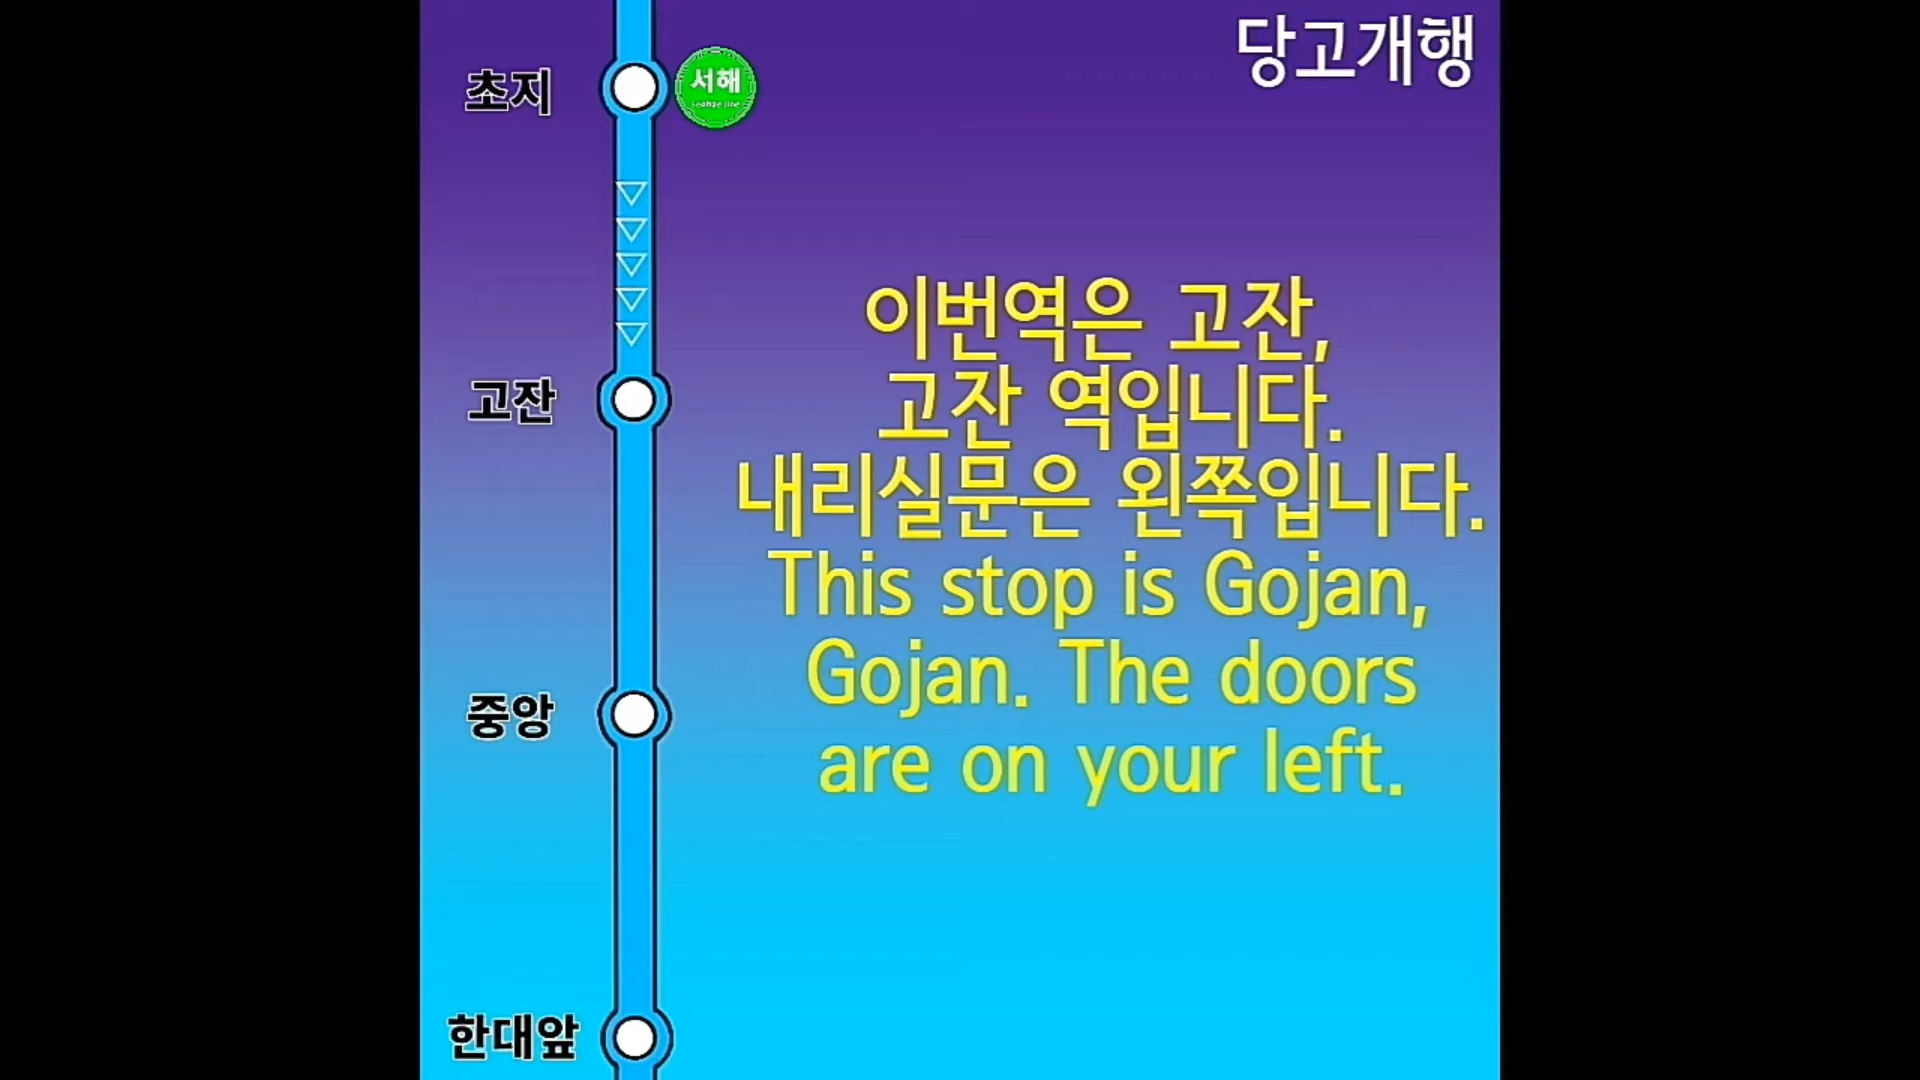 당고개행
초지
서해
Seohae line
고잔
중앙
한대앞
이번역은 고잔,
고잔 역입니다.
내리실문은 왼쪽입니다.
This stop is Gojan,
Gojan. The doors
are on your left.